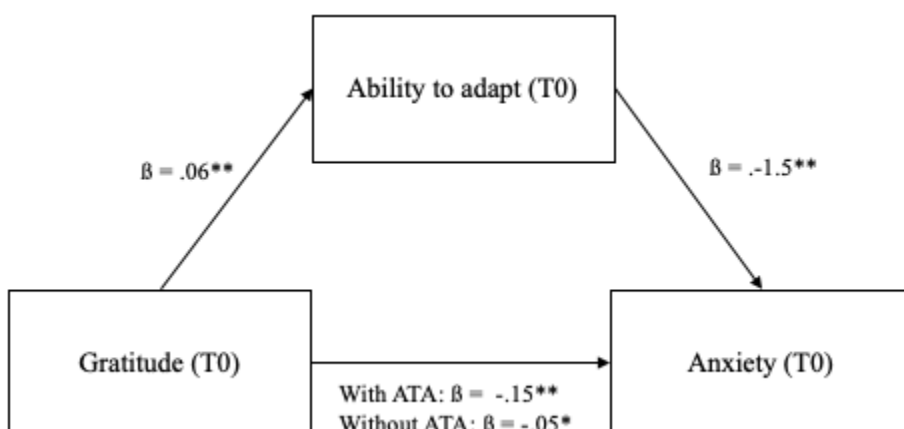 Ability to adapt (T0)
ß = .06**
ß = .-1.5**
Gratitude (T0)
Anxiety (T0)
With ATA: ß = -.15**
Without ATA: ß = -.05*